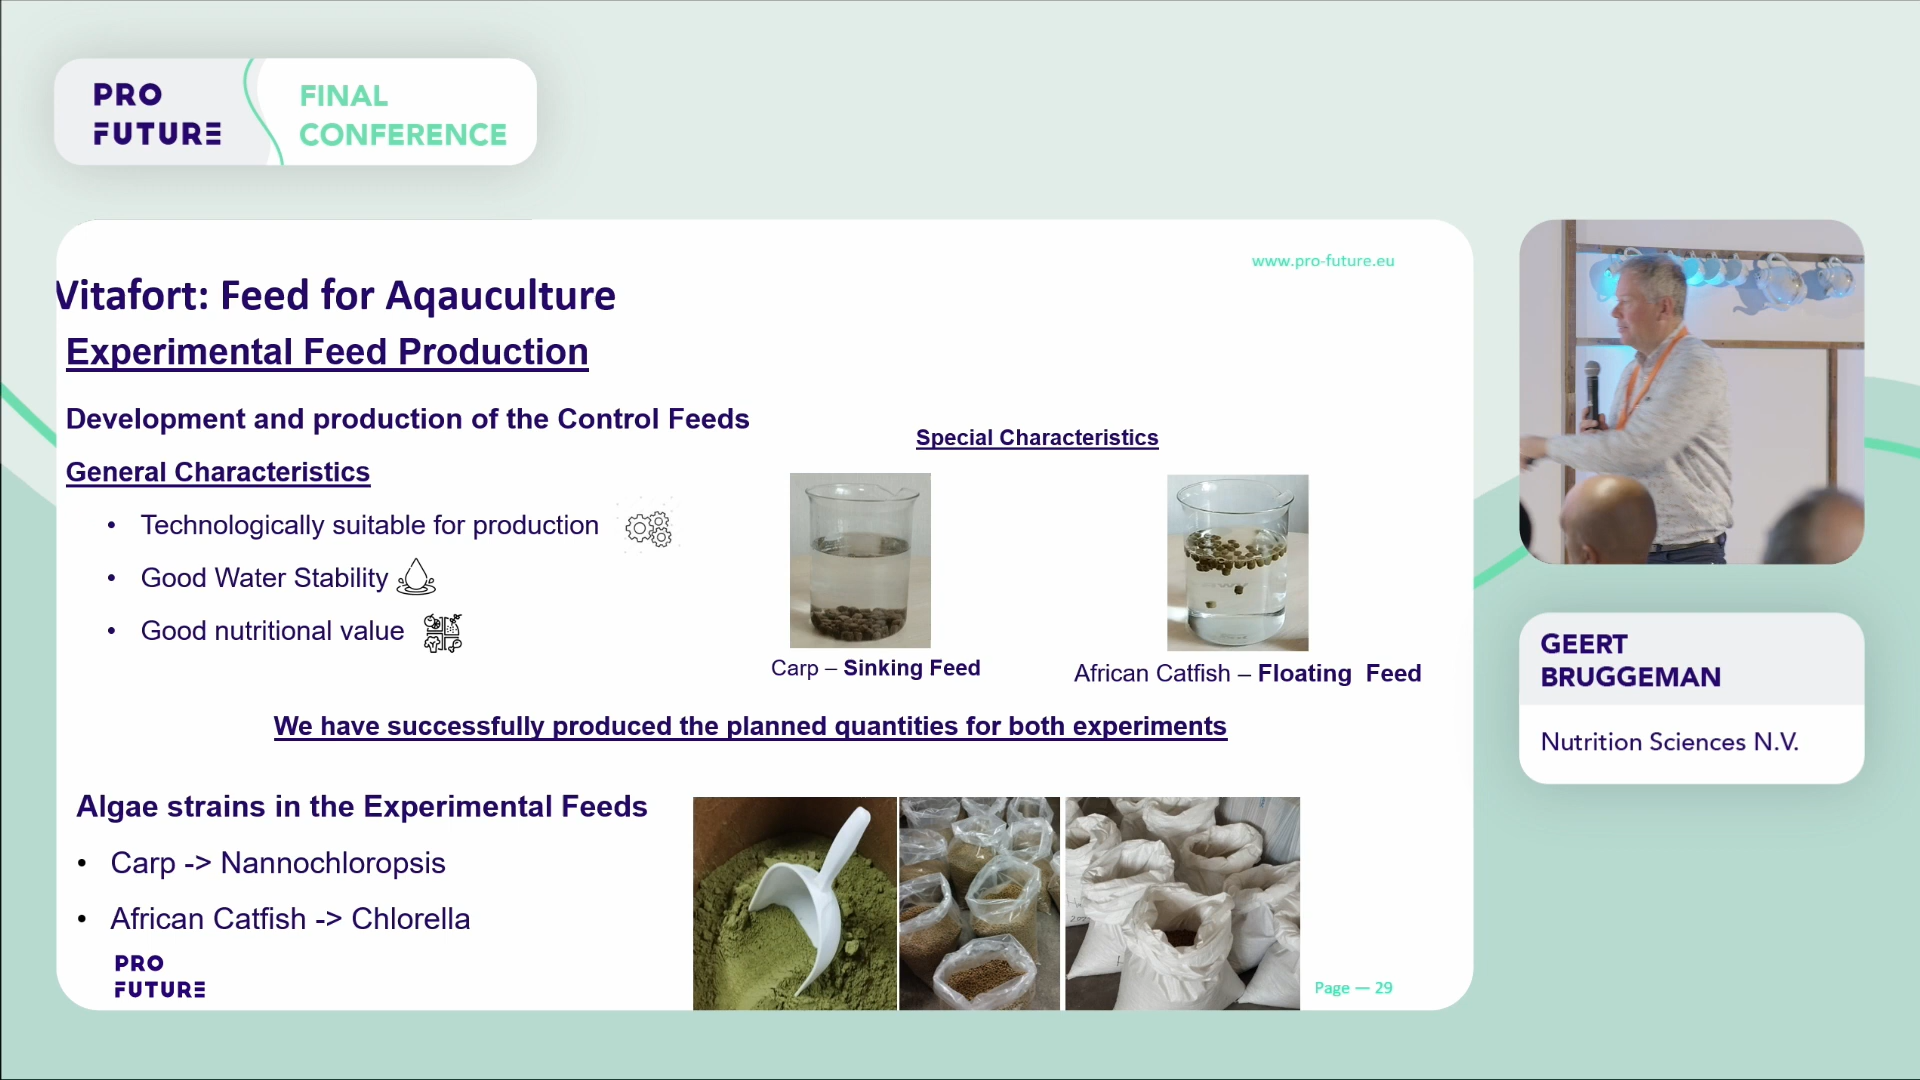 PRO
FUTURE
FINAL
CONFERENCE
www.pro-future.eu
Vitafort: Feed for Aqauculture
Experimental Feed Production
Development and production of the Control Feeds
General Characteristics
• Technologically suitable for production
• Good Water Stability
• Good nutritional value
Special Characteristics
Carp – Sinking Feed
African Catfish – Floating Feed
We have successfully produced the planned quantities for both experiments
Algae strains in the Experimental Feeds
• Carp -> Nannochloropsis
• African Catfish -> Chlorella
PRO
FUTURE
Page — 29
GEERT
BRUGGEMAN
Nutrition Sciences N.V.